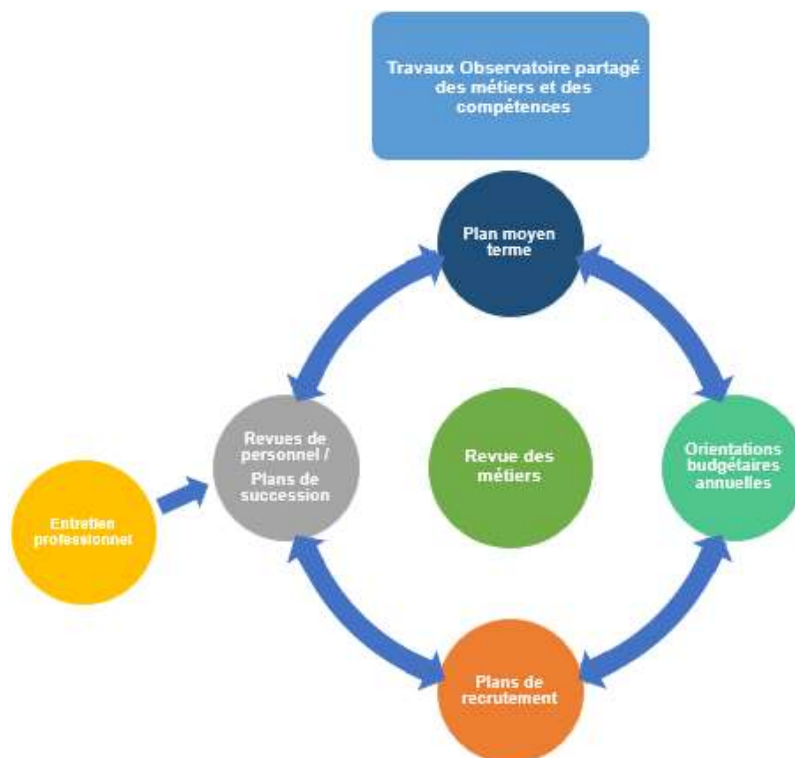 Travaux Observatoire partagé
des métiers et des
compétences
Plan moyen
terme
Revues de
personnel /
Plans de
succession
Revue des
métiers
Orientations
budgétaires
annuelles
Entretien
professionnel
Plans de
recrutement